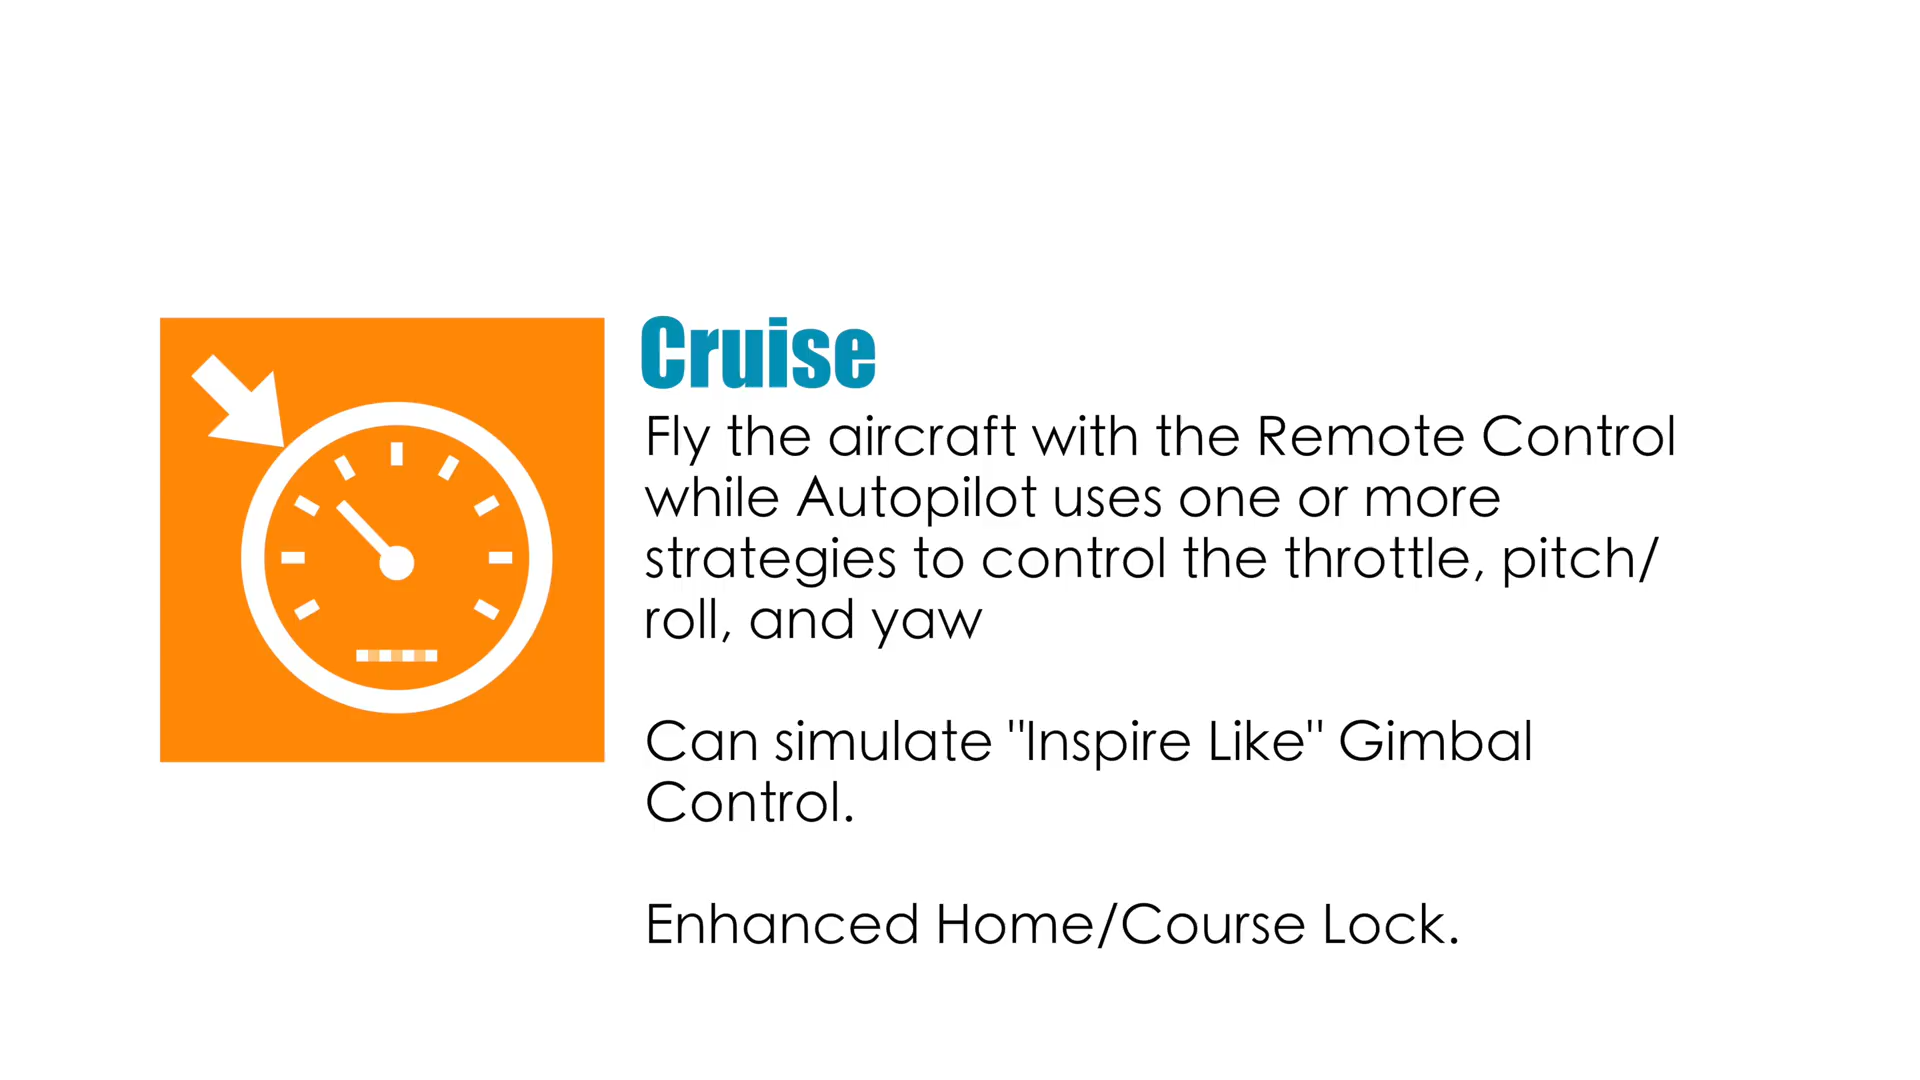 Cruise
Fly the aircraft with the Remote Control
while Autopilot uses one or more
strategies to control the throttle, pitch/
roll, and yaw
Can simulate "Inspire Like" Gimbal
Control.
Enhanced Home/Course Lock.